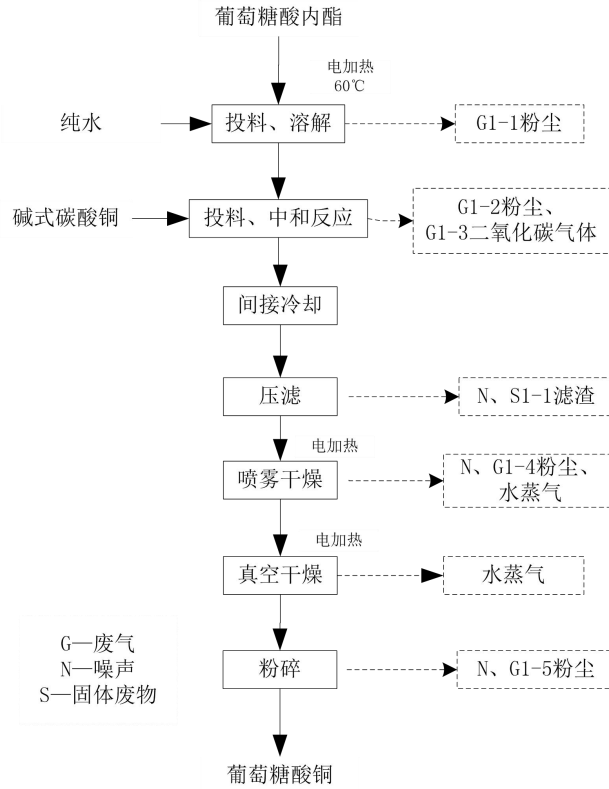 葡萄糖酸内酯
电加热
60℃
纯水
投料、溶解
G1-1粉尘
碱式碳酸铜
投料、中和反应
G1-2粉尘、
G1-3二氧化碳气体
间接冷却
压滤
N、S1-1滤渣
电加热
喷雾干燥
N、G1-4粉尘、
水蒸气
电加热
真空干燥
水蒸气
G—废气
N—噪声
S—固体废物
粉碎
N、G1-5粉尘
葡萄糖酸铜